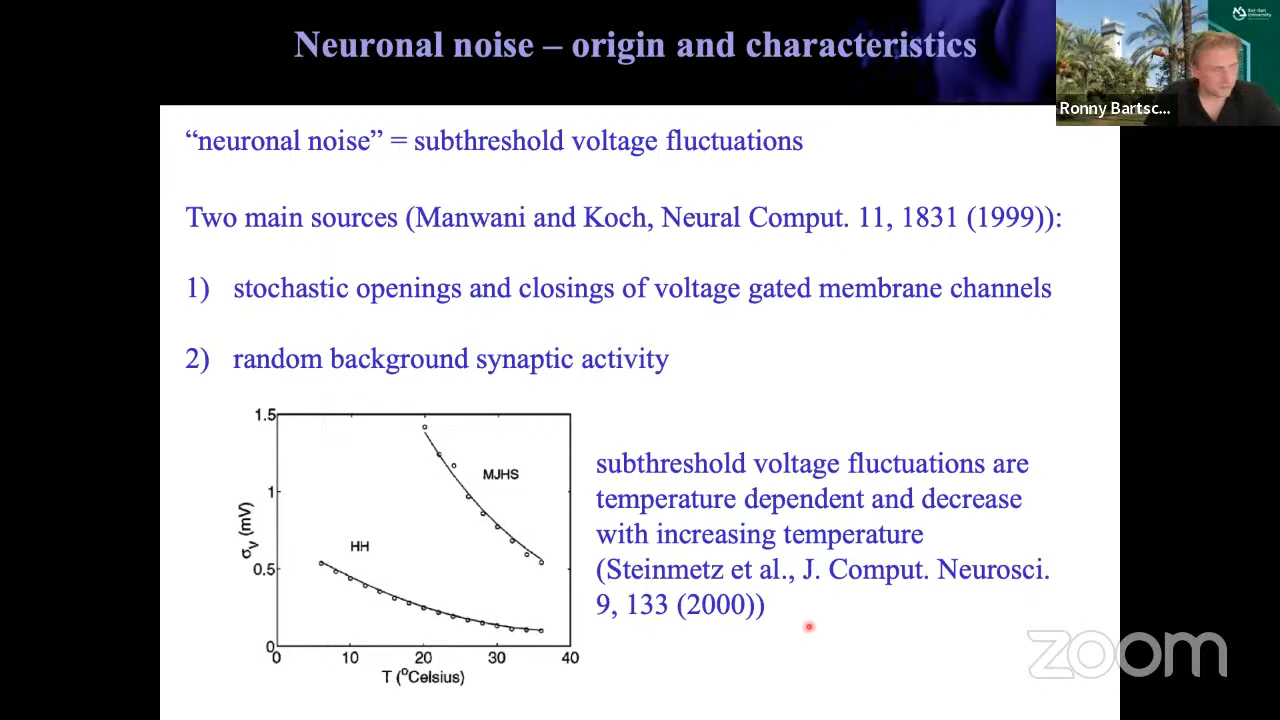 Neuronal noise – origin and characteristics
Bar-Ilan
University
Ronny Bartsc...
“neuronal noise” = subthreshold voltage fluctuations
Two main sources (Manwani and Koch, Neural Comput. 11, 1831 (1999)):
1) stochastic openings and closings of voltage gated membrane channels
2) random background synaptic activity
1.5
1
0.5
0
σV (mV)
MJHS
HH
0 10 20 30 40
T (°Celsius)
subthreshold voltage fluctuations are
temperature dependent and decrease
with increasing temperature
(Steinmetz et al., J. Comput. Neurosci.
9, 133 (2000))
zoom